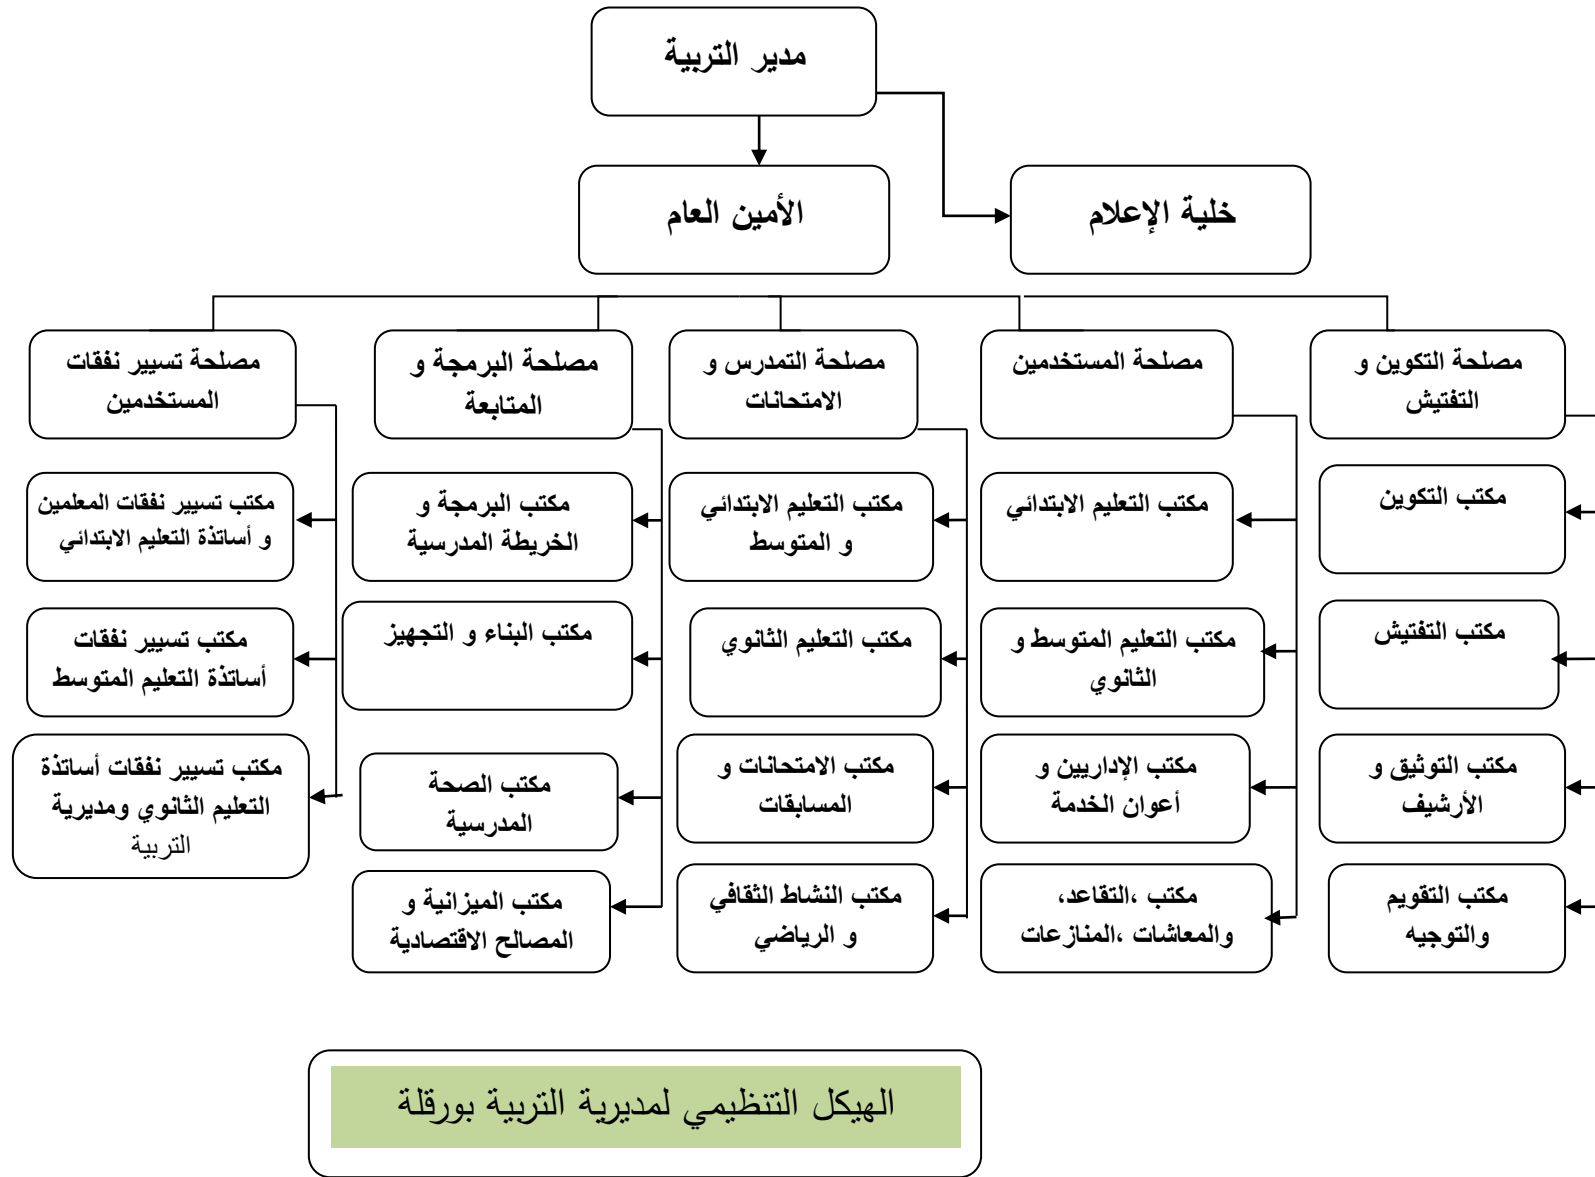 مدير التربية
الأمين العام
خلية الإعلام
مصلحة التكوين و
التفتيش
مصلحة المستخدمين
مصلحة التمدرس و
الامتحانات
مصلحة البرمجة و
المتابعة
مصلحة تسيير نفقات
المستخدمين
مكتب التكوين
مكتب التعليم الابتدائي
مكتب التعليم الابتدائي
و المتوسط
مكتب البرمجة و
الخريطة المدرسية
مكتب تسيير نفقات المعلمين
و أساتذة التعليم الابتدائي
مكتب التفتيش
مكتب التعليم المتوسط و
الثانوي
مكتب التعليم الثانوي
مكتب البناء و التجهيز
مكتب تسيير نفقات
أساتذة التعليم المتوسط
مكتب التوثيق و
الأرشيف
مكتب الإداريين و
أعوان الخدمة
مكتب الامتحانات و
المسابقات
مكتب الصحة
المدرسية
مكتب تسيير نفقات أساتذة
التعليم الثانوي ومديرية
التربية
مكتب التقويم
والتوجيه
مكتب ،التقاعد،
والمعاشات ،المنازعات
مكتب النشاط الثقافي
و الرياضي
مكتب الميزانية و
المصالح الاقتصادية
الهيكل التنظيمي لمديرية التربية بورقلة